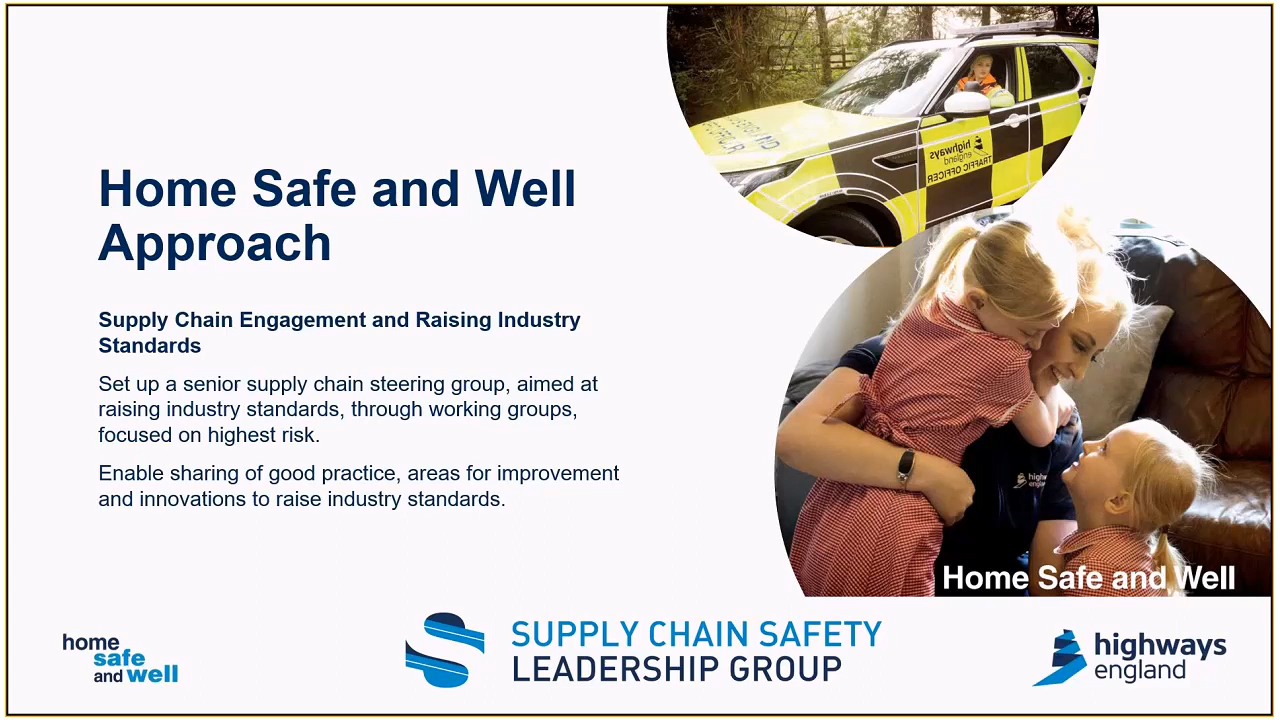 Home Safe and Well
Approach
Supply Chain Engagement and Raising Industry
Standards
Set up a senior supply chain steering group, aimed at
raising industry standards, through working groups,
focused on highest risk.
Enable sharing of good practice, areas for improvement
and innovations to raise industry standards.
highways
england
TRAFFIC OFFICER
Home Safe and Well
home
safe
and well
SUPPLY CHAIN SAFETY
LEADERSHIP GROUP
highways
england